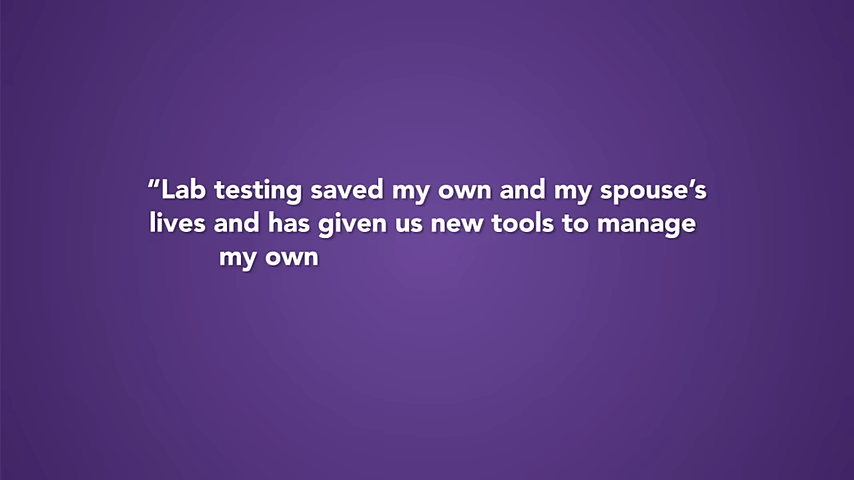 “Lab testing saved my own and my spouse’s
lives and has given us new tools to manage
my own